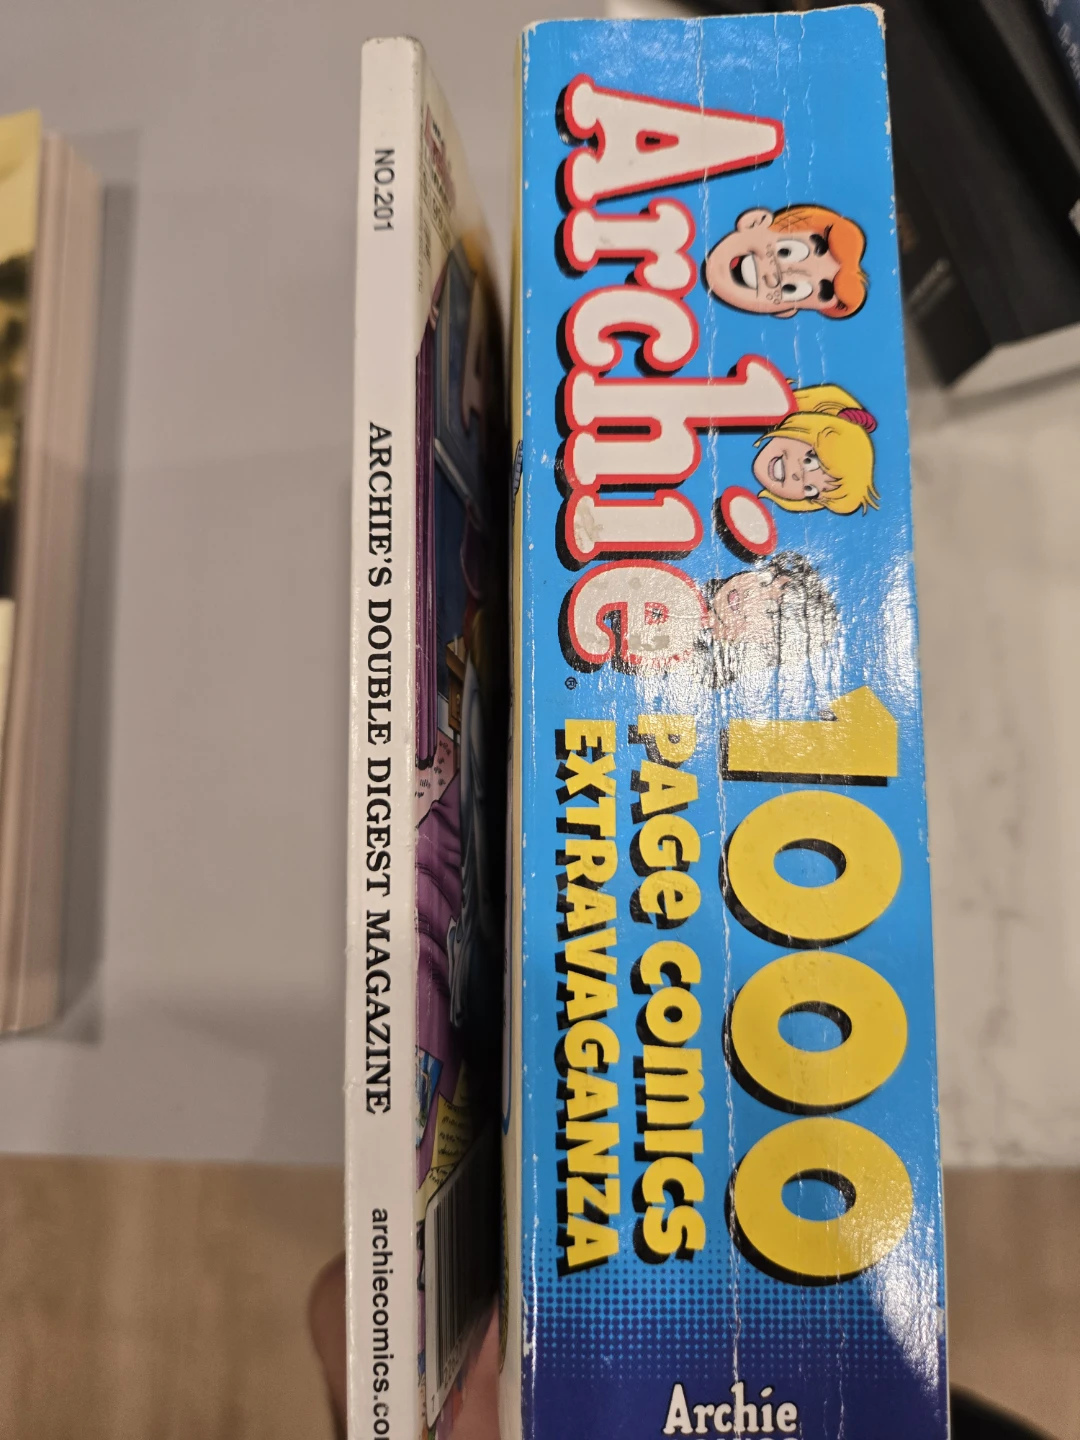 NO.201
ARCHIE'S DOUBLE DIGEST MAGAZINE
archiecomics.co
Archie®
1000
PAGE COMICS
EXTRAVAGANZA
Archie